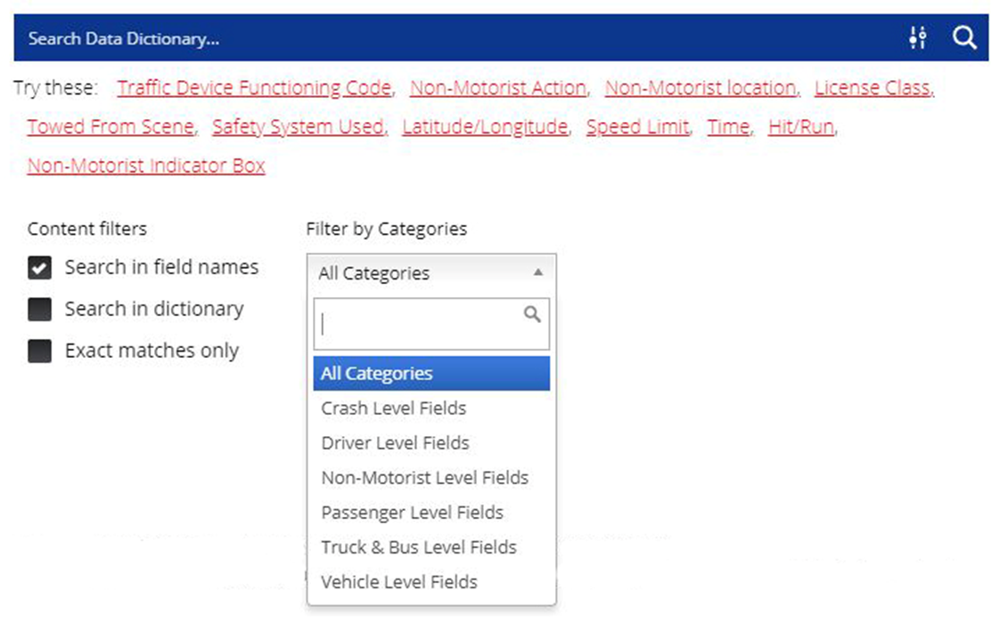 Search Data Dictionary...
Try these: Traffic Device Functioning Code, Non-Motorist Action, Non-Motorist location, License Class,
Towed From Scene, Safety System Used, Latitude/Longitude, Speed Limit, Time, Hit/Run,
Non-Motorist Indicator Box
Content filters
Search in field names
Search in dictionary
Exact matches only
Filter by Categories
All Categories
All Categories
Crash Level Fields
Driver Level Fields
Non-Motorist Level Fields
Passenger Level Fields
Truck & Bus Level Fields
Vehicle Level Fields